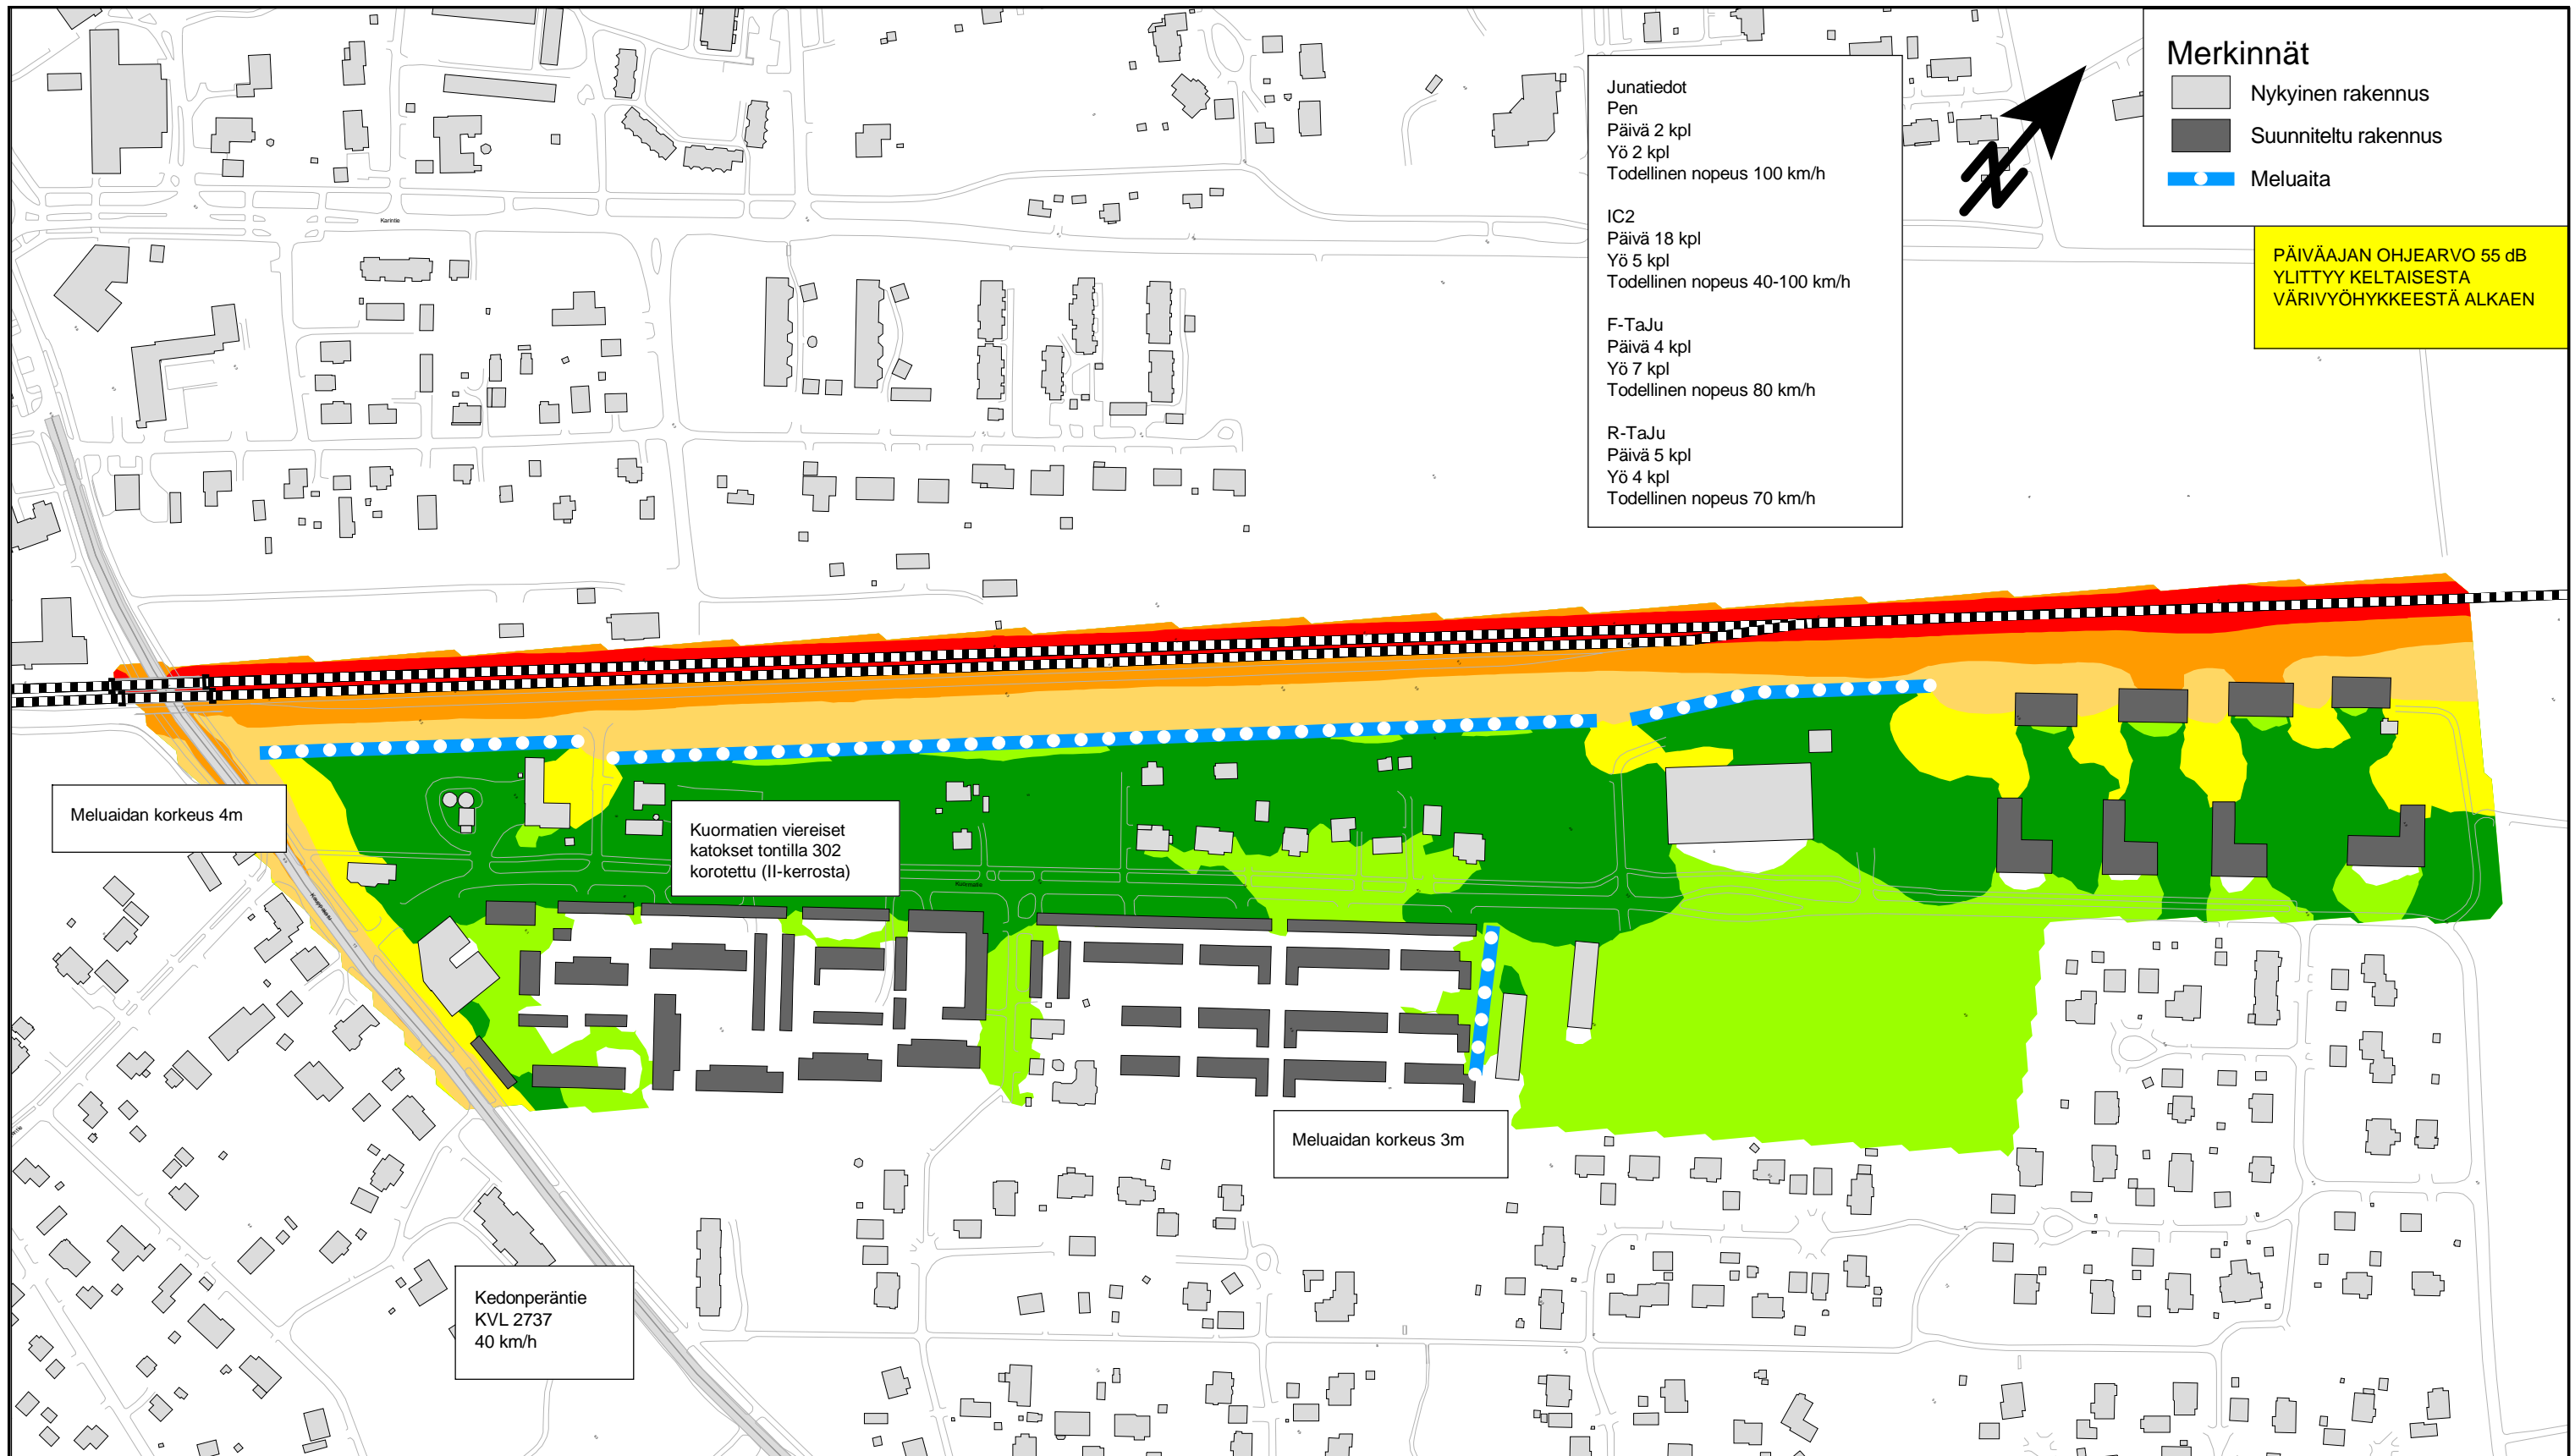 Karintie
Junatiedot
Pen
Päivä 2 kpl
Yö 2 kpl
Todellinen nopeus 100 km/h
IC2
Päivä 18 kpl
Yö 5 kpl
Todellinen nopeus 40-100 km/h
F-TaJu
Päivä 4 kpl
Yö 7 kpl
Todellinen nopeus 80 km/h
R-TaJu
Päivä 5 kpl
Yö 4 kpl
Todellinen nopeus 70 km/h
Merkinnät
Nykyinen rakennus
Suunniteltu rakennus
Meluaita
PÄIVÄAJAN OHJEARVO 55 dB
YLITTYY KELTAISESTA
VÄRIVYÖHYKKEESTÄ ALKAEN
Meluaidan korkeus 4m
Kuormatien viereiset
katokset tontilla 302
korotettu (II-kerrosta)
Kuormatie
Meluaidan korkeus 3m
Kedonperäntie
KVL 2737
40 km/h